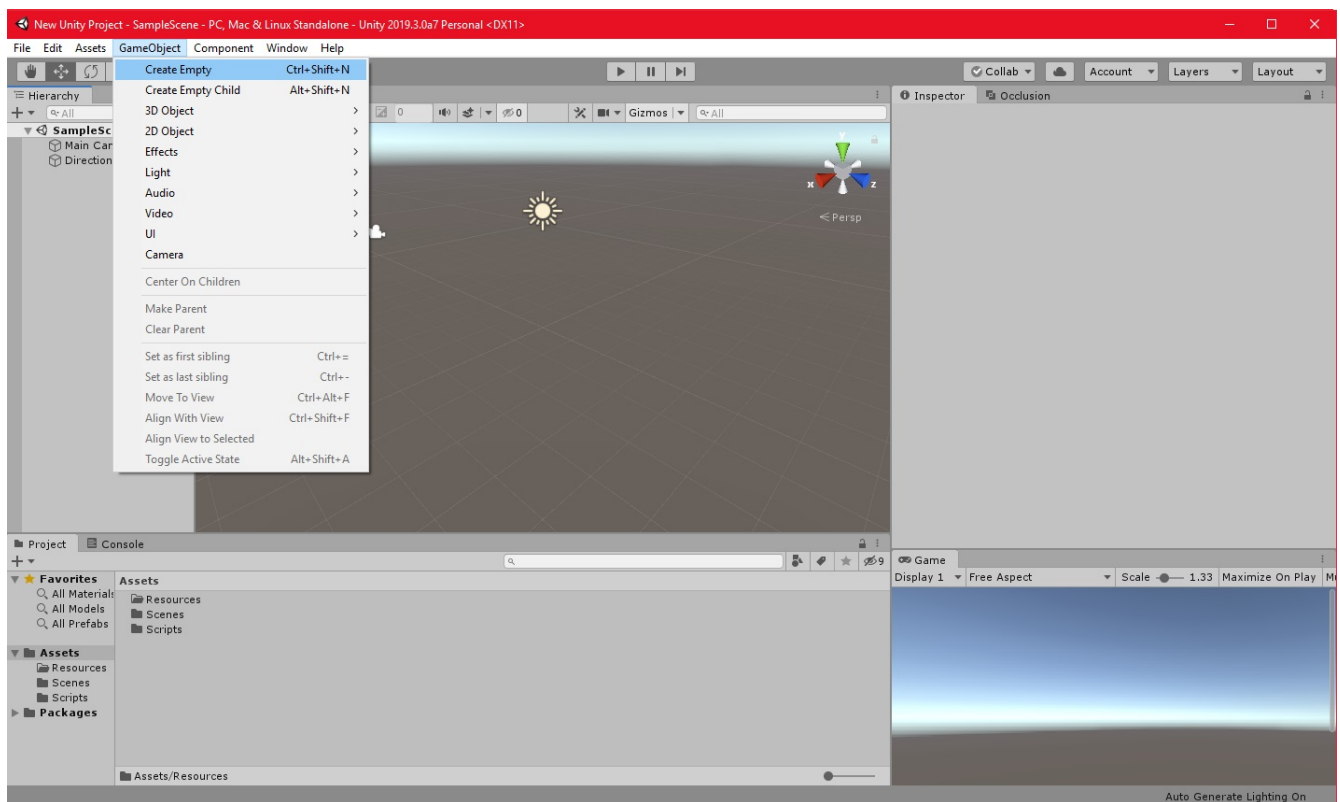 New Unity Project - SampleScene - PC, Mac & Linux Standalone - Unity 2019.3.0a7 Personal <DX11>
File Edit Assets GameObject Component Window Help
Collab Account Layers Layout
Hierarchy
All
SampleSc
Main Car
Direction
Create Empty Ctrl+Shift+N
Create Empty Child Alt+Shift+N
3D Object
2D Object
Effects
Light
Audio
Video
UI
Camera
Center On Children
Make Parent
Clear Parent
Set as first sibling Ctrl+=
Set as last sibling Ctrl+-
Move To View Ctrl+Alt+F
Align With View Ctrl+Shift+F
Align View to Selected
Toggle Active State Alt+Shift+A
0 0 Gizmos All
y
x z
Persp
Inspector Occlusion
Project Console
9
Favorites
All Materials
All Models
All Prefabs
Assets
Resources
Scenes
Scripts
Packages
Assets
Resources
Scenes
Scripts
Assets/Resources
Game
Display 1 Free Aspect Scale 1.33 Maximize On Play M
Auto Generate Lighting On